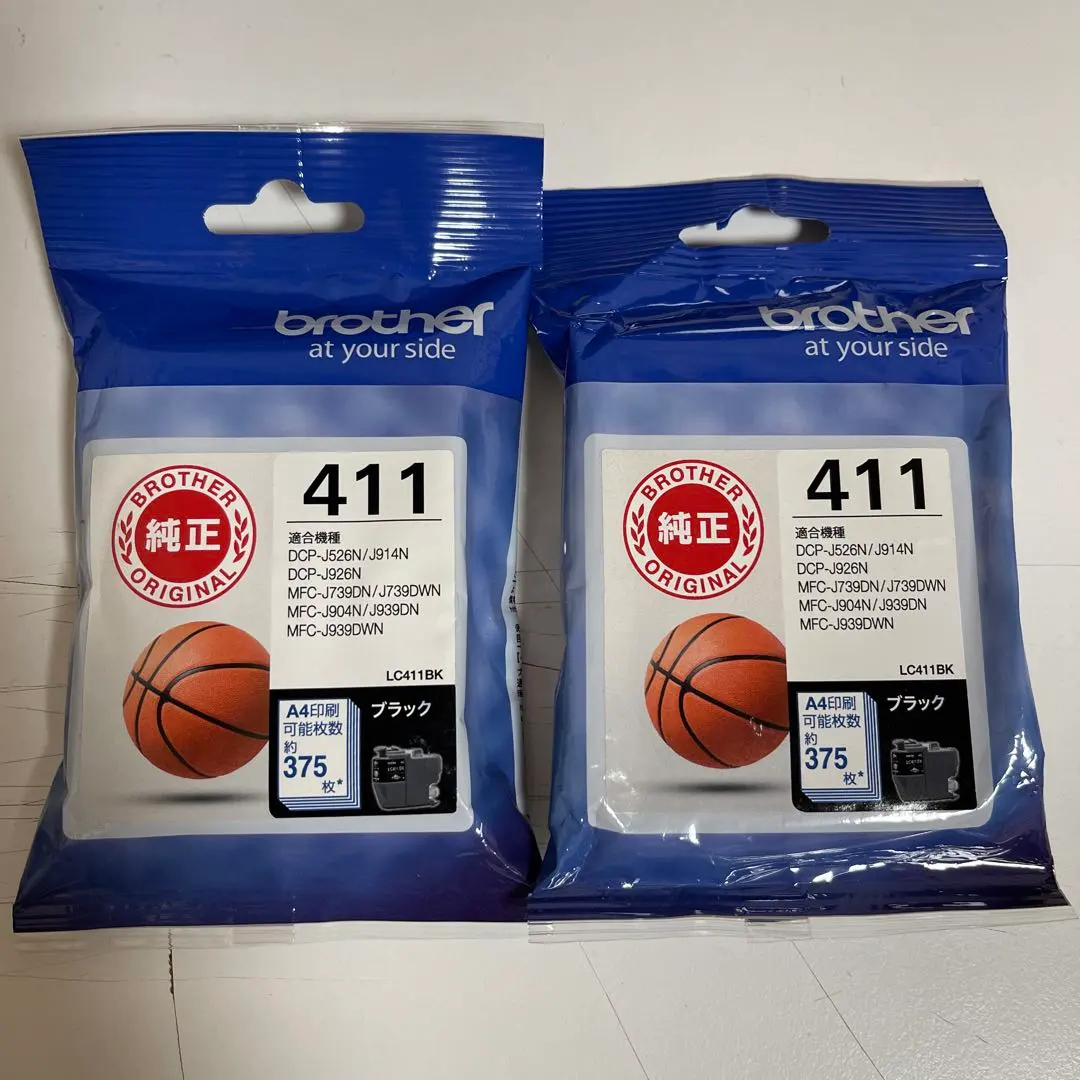 brother
at your side
BROTHER
純正
ORIGINAL
411
適合機種
DCP-J526N/J914N
DCP-J926N
MFC-J739DN/J739DWN
MFC-J904N/J939DN
MFC-J939DWN
LC411BK
A4印刷
可能枚数
約
375
枚*
ブラック
brother
at your side
BROTHER
純正
ORIGINAL
411
適合機種
DCP-J526N/J914N
DCP-J926N
MFC-J739DN/J739DWN
MFC-J904N/J939DN
MFC-J939DWN
LC411BK
A4印刷
可能枚数
約
375
枚*
ブラック